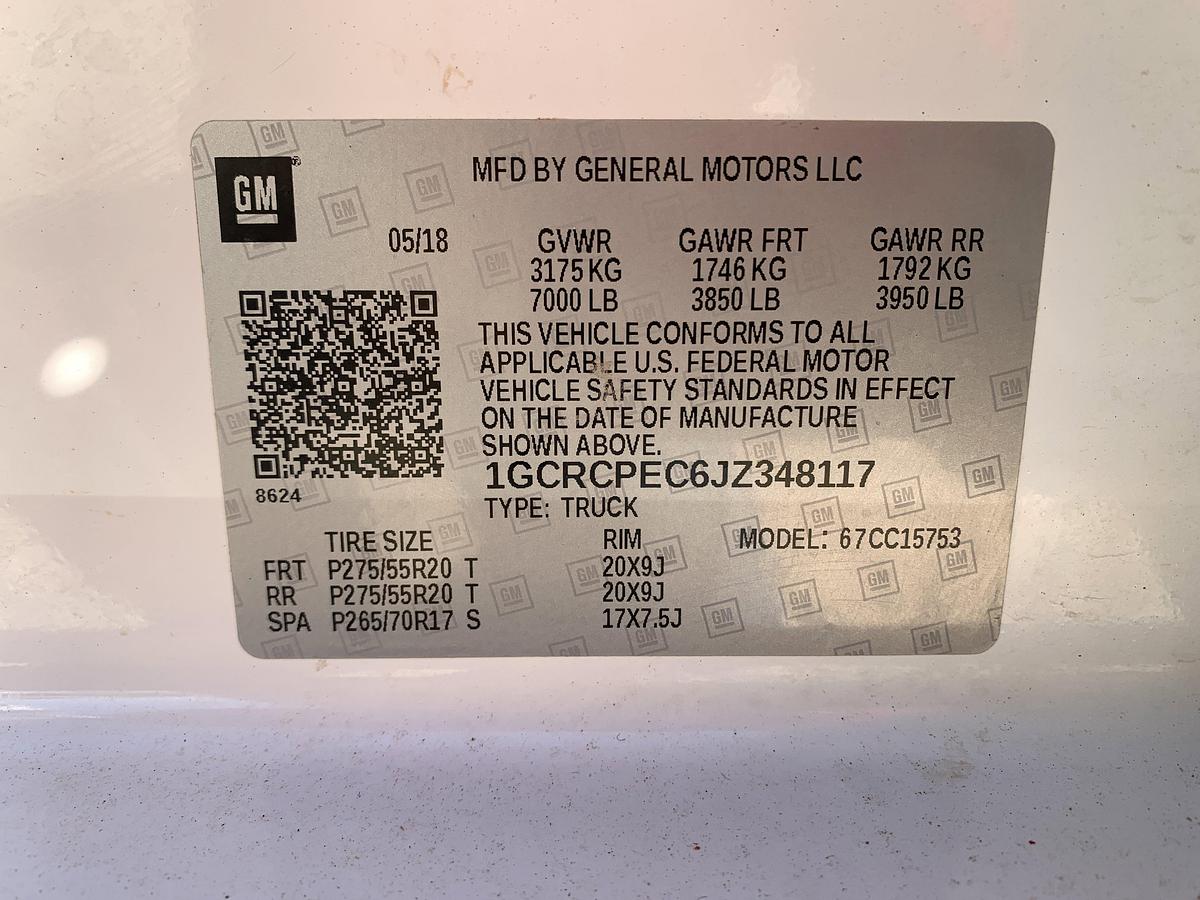 GM
MFD BY GENERAL MOTORS LLC
05/18 GVWR GAWR FRT GAWR RR
3175 KG 1746 KG 1792 KG
7000 LB 3850 LB 3950 LB
THIS VEHICLE CONFORMS TO ALL
APPLICABLE U.S. FEDERAL MOTOR
VEHICLE SAFETY STANDARDS IN EFFECT
ON THE DATE OF MANUFACTURE
SHOWN ABOVE.
1GCRCPEC6JZ348117
8624
TYPE: TRUCK
TIRE SIZE RIM MODEL: 67CC15753
FRT P275/55R20 T 20X9J
RR P275/55R20 T 20X9J
SPA P265/70R17 S 17X7.5J